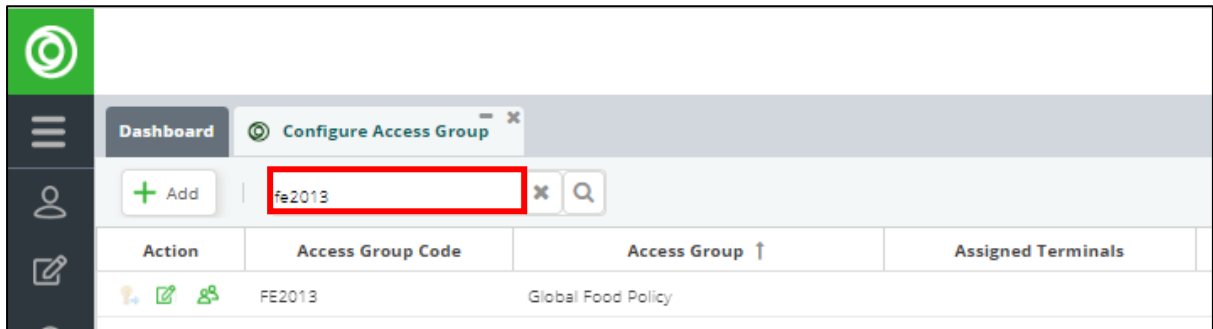 Dashboard Configure Access Group
Add fe2013
Action Access Group Code Access Group ↑ Assigned Terminals
FE2013 Global Food Policy